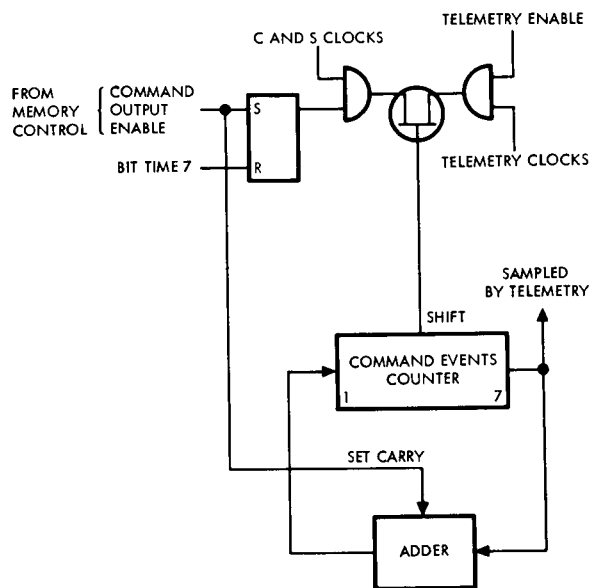 TELEMETRY ENABLE
C AND S CLOCKS
FROM
MEMORY
CONTROL
COMMAND
OUTPUT
ENABLE
S
BIT TIME 7
R
TELEMETRY CLOCKS
SAMPLED
BY TELEMETRY
SHIFT
COMMAND EVENTS
COUNTER
1
7
SET CARRY
ADDER